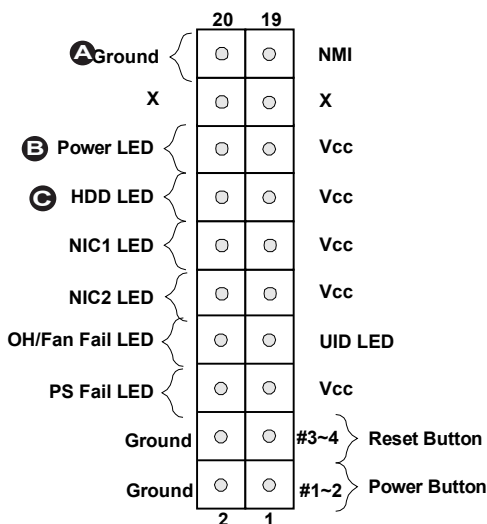 20 19
A Ground NMI
X X
B Power LED Vcc
C HDD LED Vcc
NIC1 LED Vcc
NIC2 LED Vcc
OH/Fan Fail LED UID LED
PS Fail LED Vcc
Ground #3~4 Reset Button
Ground #1~2 Power Button
2 1